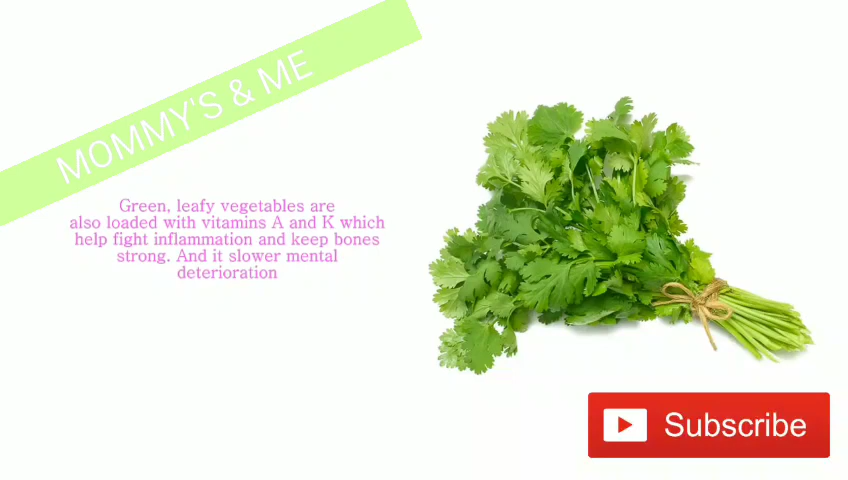 MOMMY'S & ME
Green, leafy vegetables are
also loaded with vitamins A and K which
help fight inflammation and keep bones
strong. And it slower mental
deterioration
Subscribe